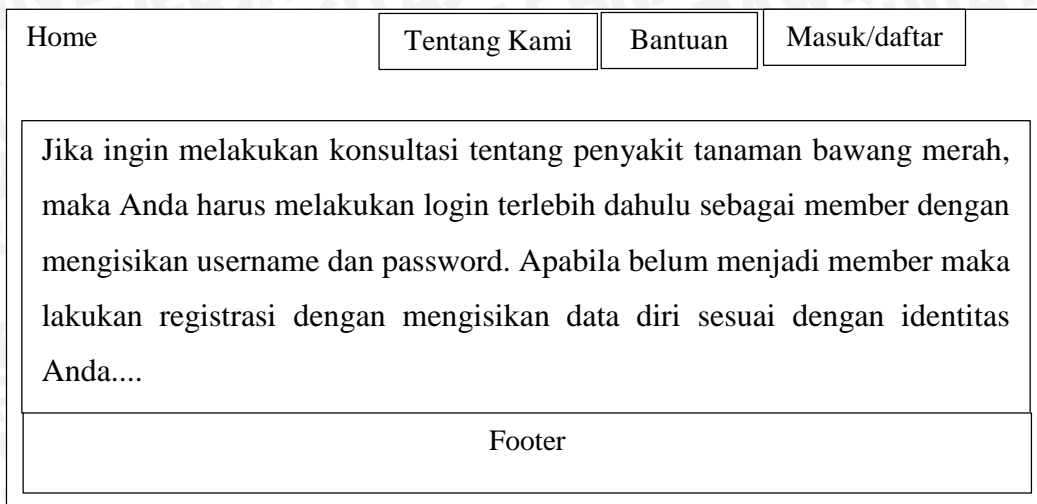 Home Tentang Kami Bantuan Masuk/daftar
Jika ingin melakukan konsultasi tentang penyakit tanaman bawang merah,
maka Anda harus melakukan login terlebih dahulu sebagai member dengan
mengisikan username dan password. Apabila belum menjadi member maka
lakukan registrasi dengan mengisikan data diri sesuai dengan identitas
Anda....
Footer